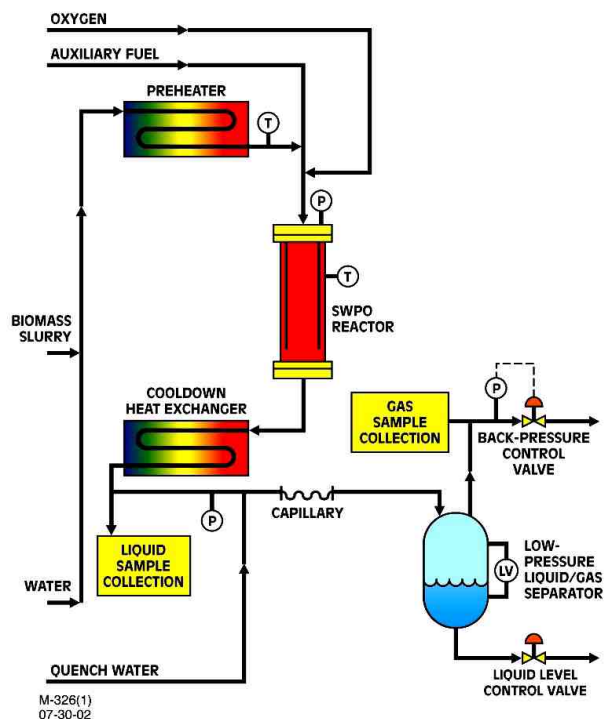 OXYGEN
AUXILIARY FUEL
PREHEATER
T
P
T
SWPO
REACTOR
BIOMASS
SLURRY
COOLDOWN
HEAT EXCHANGER
GAS
SAMPLE
COLLECTION
P
BACK-PRESSURE
CONTROL
VALVE
P
CAPILLARY
LIQUID
SAMPLE
COLLECTION
LV
LOW-
PRESSURE
LIQUID/GAS
SEPARATOR
WATER
QUENCH WATER
LIQUID LEVEL
CONTROL VALVE
M-326(1)
07-30-02